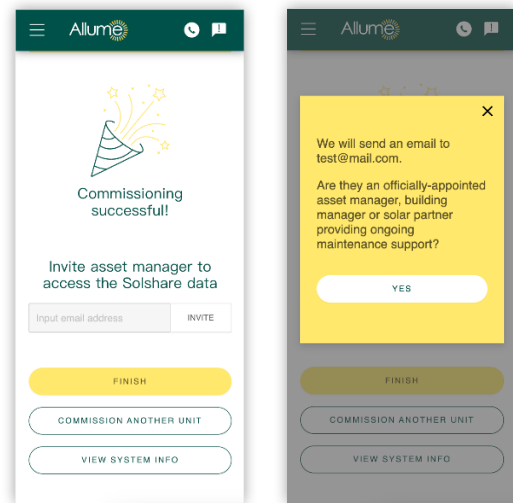 Allume
Commissioning
successful!
Invite asset manager to
access the Solshare data
Input email address
INVITE
FINISH
COMMISSION ANOTHER UNIT
VIEW SYSTEM INFO
Allume
We will send an email to
test@mail.com.
Are they an officially-appointed
asset manager, building
manager or solar partner
providing ongoing
maintenance support?
YES
FINISH
COMMISSION ANOTHER UNIT
VIEW SYSTEM INFO